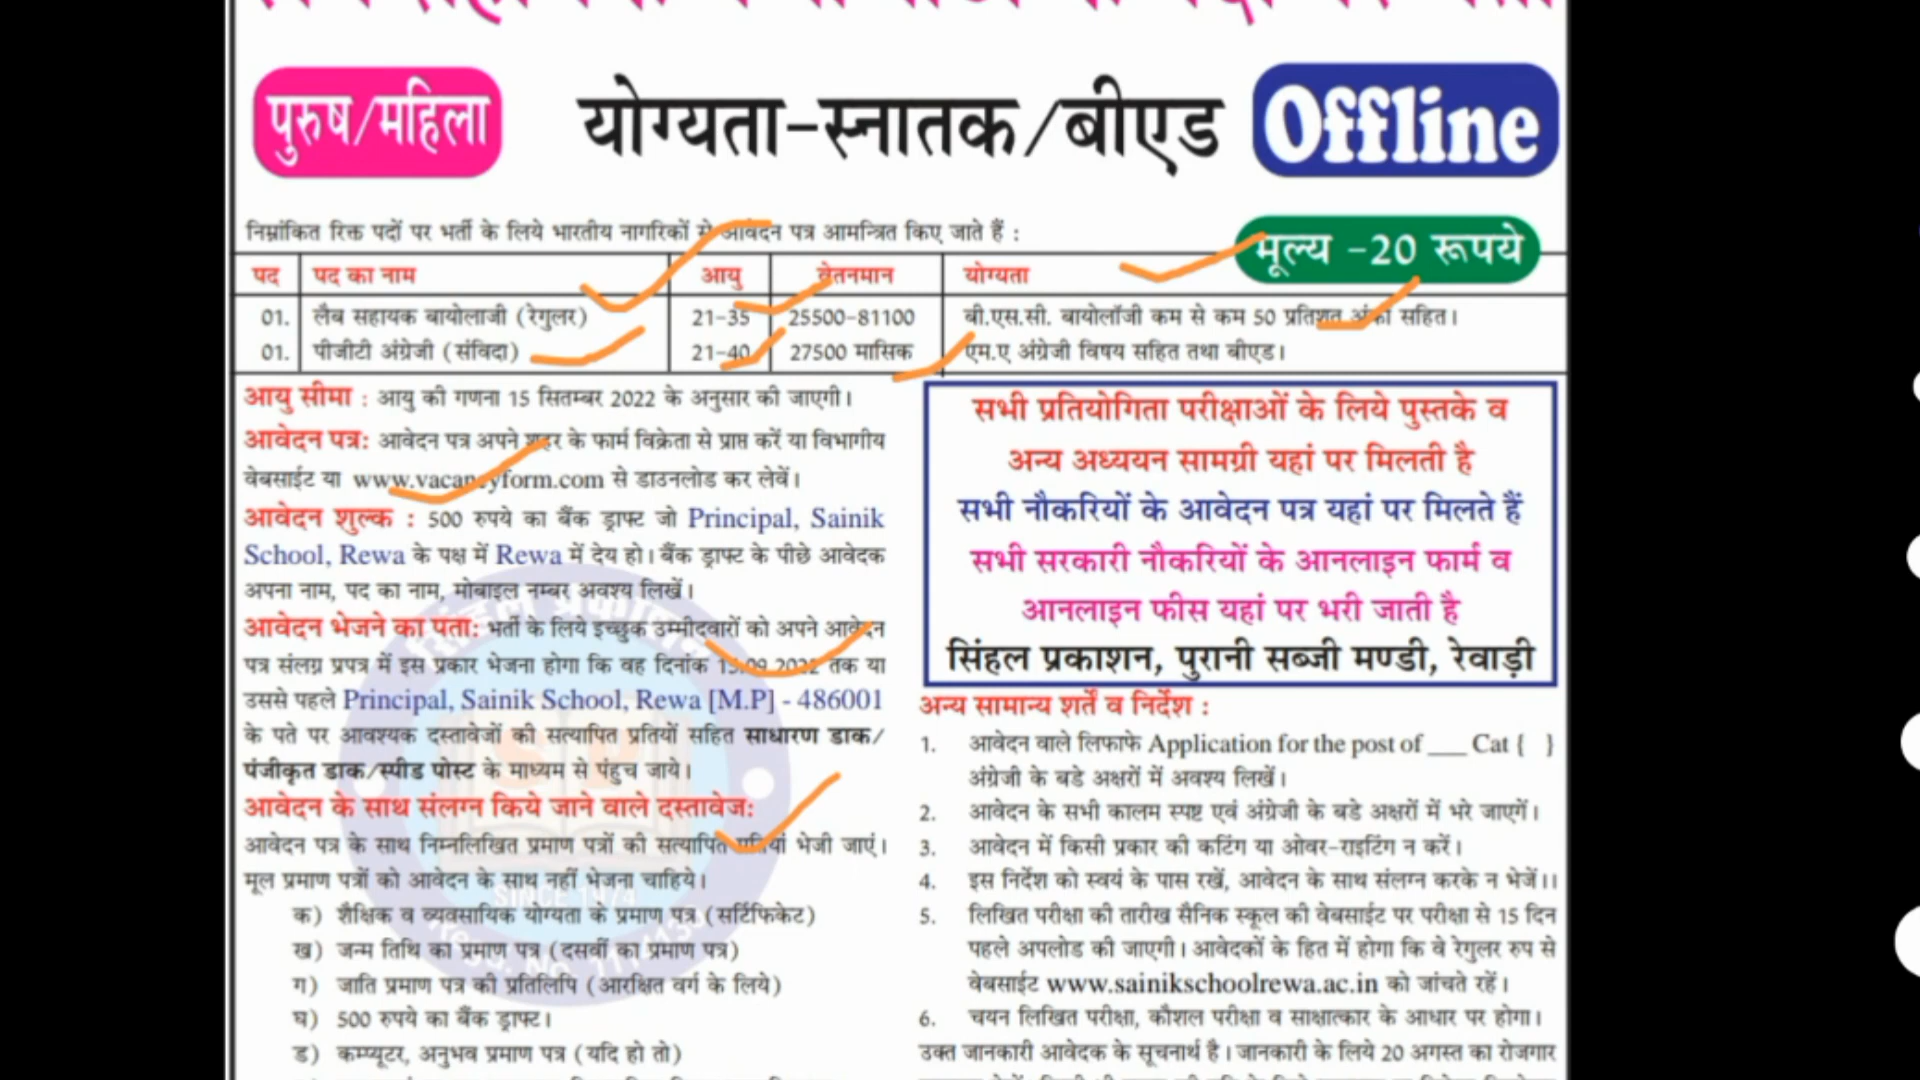 पुरुष/महिला
योग्यता-स्नातक/बीएड
Offline
निम्नांकित रिक्त पदों पर भर्ती के लिये भारतीय नागरिकों से आवेदन पत्र आमन्त्रित किए जाते हैं :
मूल्य -20 रूपये
पद पद का नाम आयु वेतनमान योग्यता
01. लैब सहायक बायोलाजी (रेगुलर) 21-35 25500-81100 बी.एस.सी. बायोलॉजी कम से कम 50 प्रतिशत अंकों सहित।
01. पीजीटी अंग्रेजी (संविदा) 21-40 27500 मासिक एम.ए अंग्रेजी विषय सहित तथा बीएड।
आयु सीमा : आयु की गणना 15 सितम्बर 2022 के अनुसार की जाएगी।
आवेदन पत्र: आवेदन पत्र अपने शहर के फार्म विक्रेता से प्राप्त करें या विभागीय
वेबसाईट या www.vacancyform.com से डाउनलोड कर लेवें।
आवेदन शुल्क : 500 रुपये का बैंक ड्राफ्ट जो Principal, Sainik
School, Rewa के पक्ष में Rewa में देय हो। बैंक ड्राफ्ट के पीछे आवेदक
अपना नाम, पद का नाम, मोबाइल नम्बर अवश्य लिखें।
आवेदन भेजने का पता: भर्ती के लिये इच्छुक उम्मीदवारों को अपने आवेदन
पत्र संलग्न प्रपत्र में इस प्रकार भेजना होगा कि वह दिनांक 15.09.2022 तक या
उससे पहले Principal, Sainik School, Rewa [M.P] - 486001
के पते पर आवश्यक दस्तावेजों की सत्यापित प्रतियों सहित साधारण डाक/
पंजीकृत डाक/स्पीड पोस्ट के माध्यम से पंहुच जाये।
आवेदन के साथ संलग्न किये जाने वाले दस्तावेज:
आवेदन पत्र के साथ निम्नलिखित प्रमाण पत्रों की सत्यापित प्रतियां भेजी जाएं।
मूल प्रमाण पत्रों को आवेदन के साथ नहीं भेजना चाहिये।
क) शैक्षिक व व्यवसायिक योग्यता के प्रमाण पत्र (सर्टिफिकेट)
ख) जन्म तिथि का प्रमाण पत्र (दसवीं का प्रमाण पत्र)
ग) जाति प्रमाण पत्र की प्रतिलिपि (आरक्षित वर्ग के लिये)
घ) 500 रुपये का बैंक ड्राफ्ट।
ड) कम्प्यूटर, अनुभव प्रमाण पत्र (यदि हो तो)
सभी प्रतियोगिता परीक्षाओं के लिये पुस्तके व
अन्य अध्ययन सामग्री यहां पर मिलती है
सभी नौकरियों के आवेदन पत्र यहां पर मिलते हैं
सभी सरकारी नौकरियों के आनलाइन फार्म व
आनलाइन फीस यहां पर भरी जाती है
सिंहल प्रकाशन, पुरानी सब्जी मण्डी, रेवाड़ी
अन्य सामान्य शर्तें व निर्देश :
1. आवेदन वाले लिफाफे Application for the post of ___ Cat { }
अंग्रेजी के बडे अक्षरों में अवश्य लिखें।
2. आवेदन के सभी कालम स्पष्ट एवं अंग्रेजी के बडे अक्षरों में भरे जाएगें।
3. आवेदन में किसी प्रकार की कटिंग या ओवर-राइटिंग न करें।
4. इस निर्देश को स्वयं के पास रखें, आवेदन के साथ संलग्न करके न भेजें।।
5. लिखित परीक्षा की तारीख सैनिक स्कूल की वेबसाईट पर परीक्षा से 15 दिन
पहले अपलोड की जाएगी। आवेदकों के हित में होगा कि वे रेगुलर रुप से
वेबसाईट www.sainikschoolrewa.ac.in को जांचते रहें।
6. चयन लिखित परीक्षा, कौशल परीक्षा व साक्षात्कार के आधार पर होगा।
उक्त जानकारी आवेदक के सूचनार्थ है। जानकारी के लिये 20 अगस्त का रोजगार
सिंहल प्रकाशन
SP
SINCE 1974